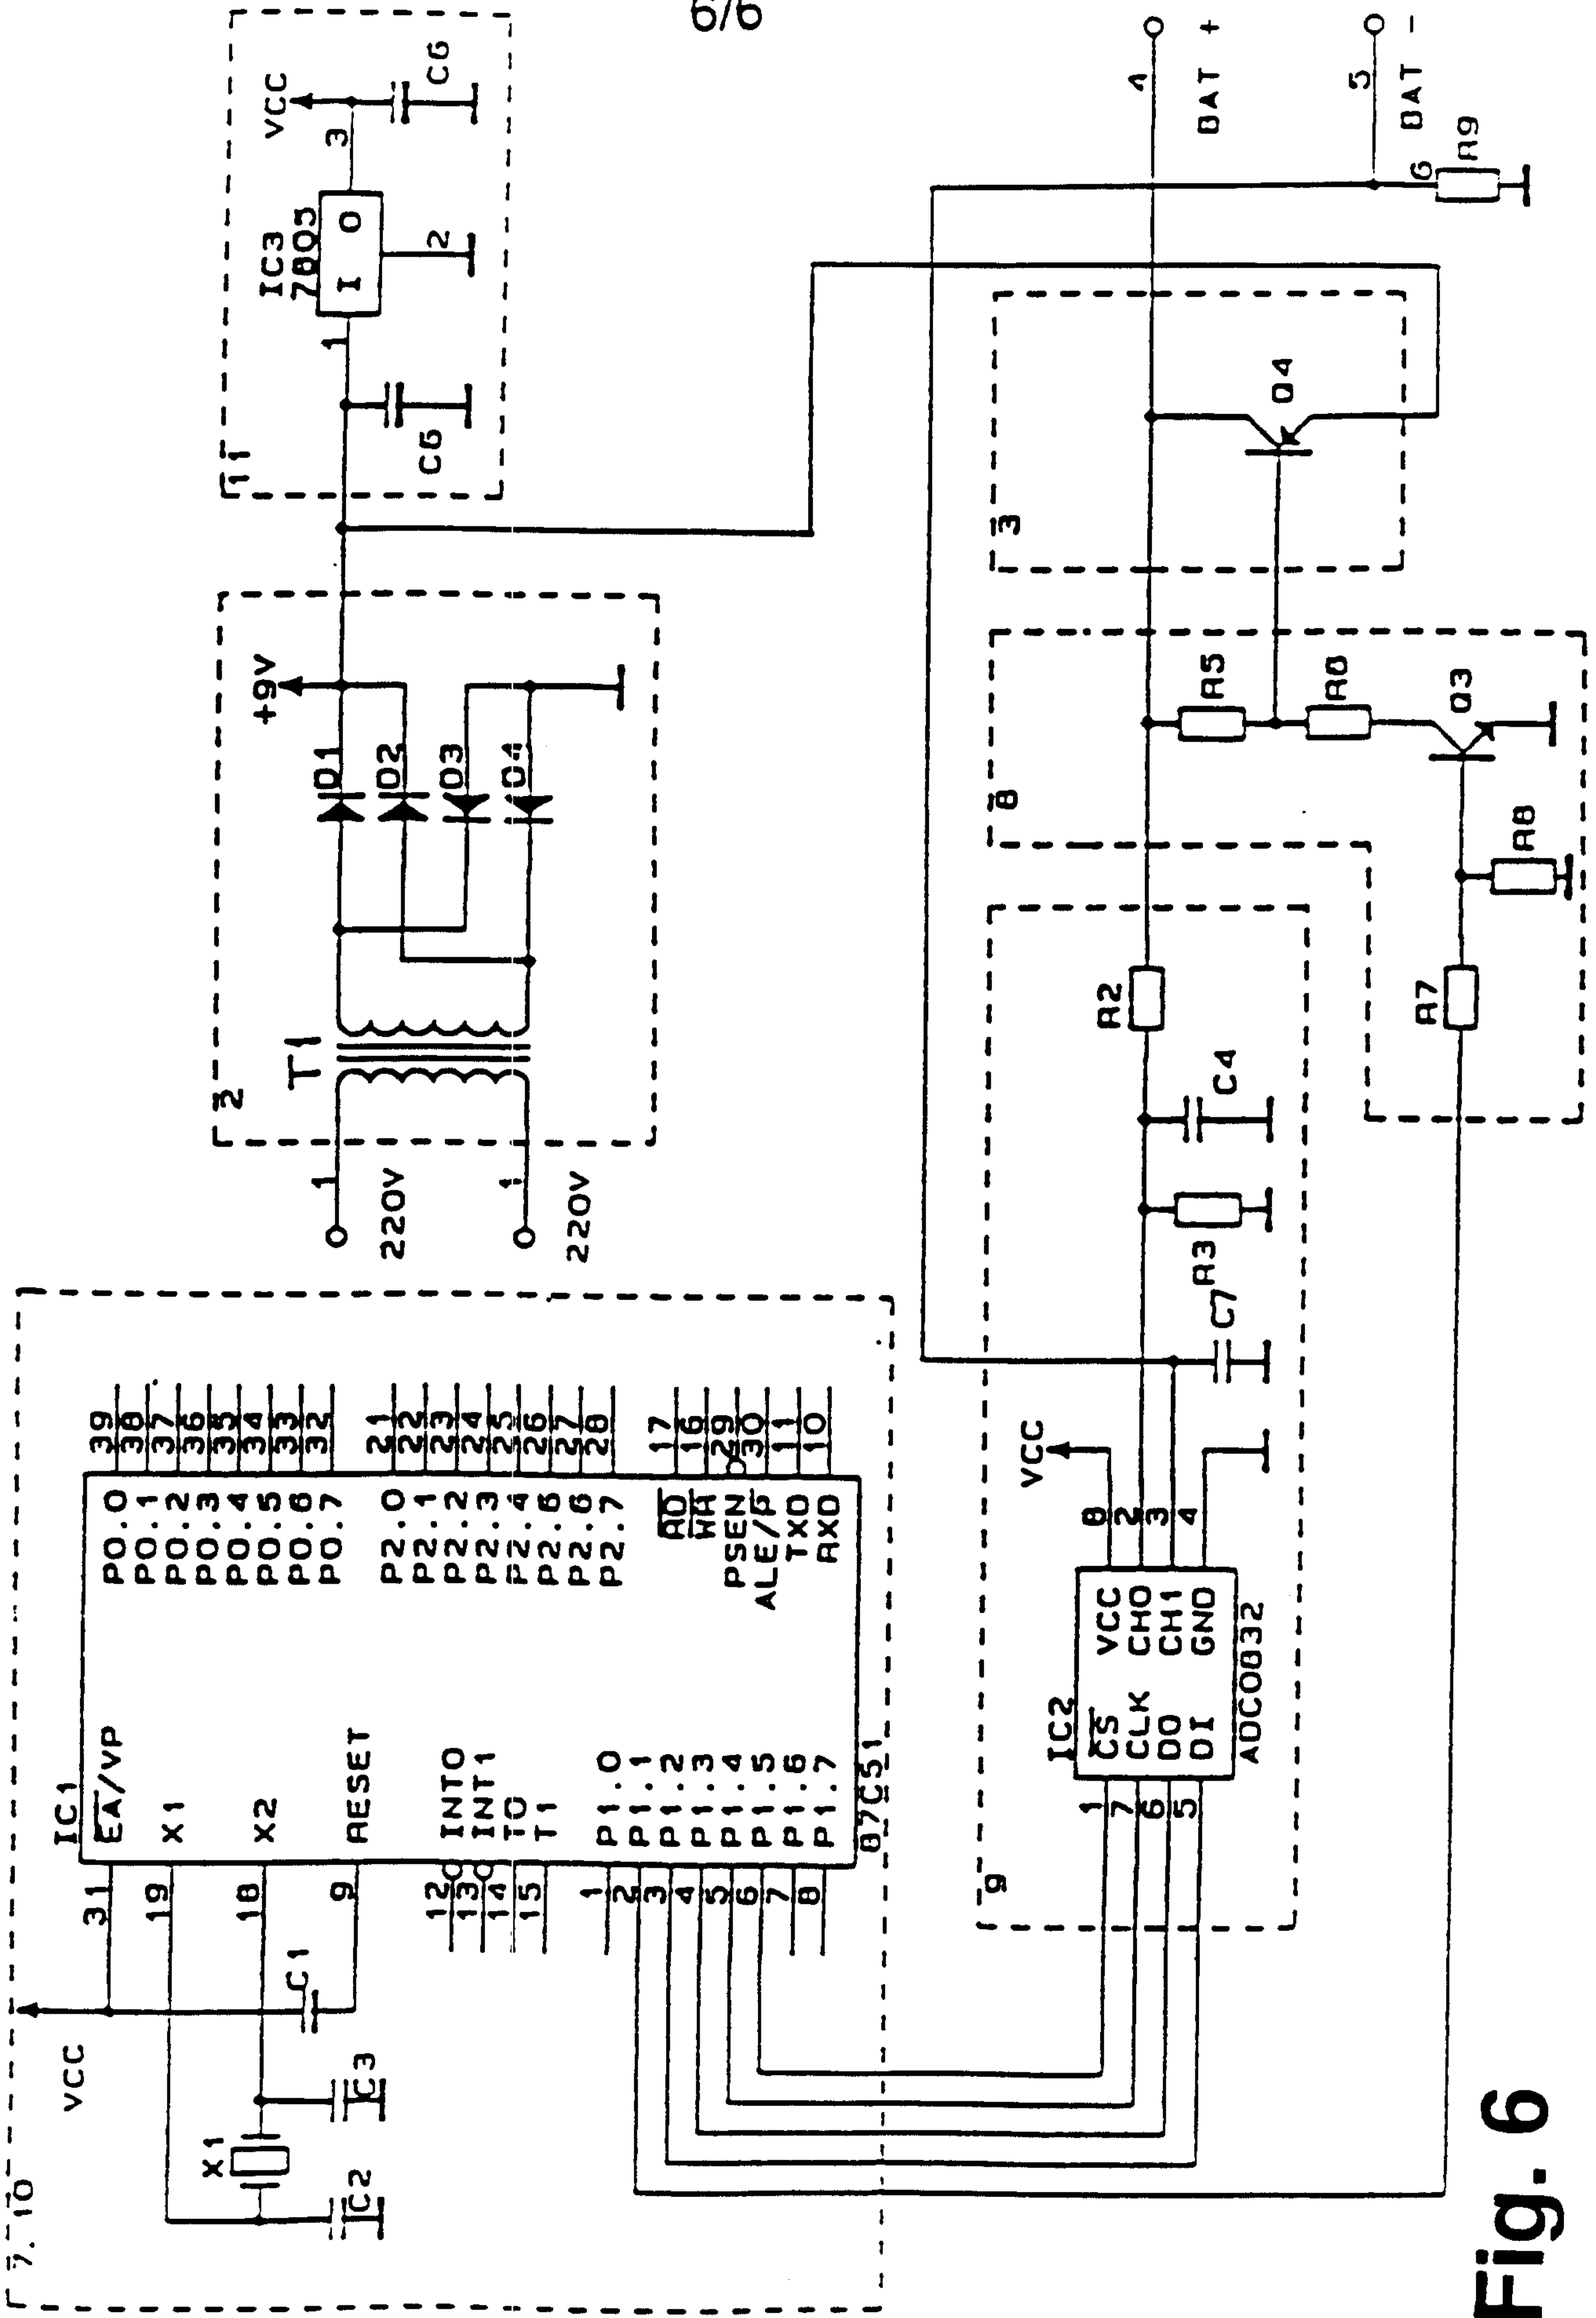 6/6
7. 10
VCC
X1
C2
C3
C1
IC1
31
19
18
9
12
13
14
15
1
2
3
4
5
6
7
8
EA/VP
X1
X2
RESET
INT0
INT1
T0
T1
P1.0
P1.1
P1.2
P1.3
P1.4
P1.5
P1.6
P1.7
P0.0
P0.1
P0.2
P0.3
P0.4
P0.5
P0.6
P0.7
P2.0
P2.1
P2.2
P2.3
P2.4
P2.5
P2.6
P2.7
RD
WR
PSEN
ALE/P
TXD
RXD
39
38
37
36
35
34
33
32
21
22
23
24
25
26
27
28
17
16
29
30
11
10
87C51
1
220V
1
220V
2
T1
D1
D2
D3
D4
+9V
11
C6
1
IC3
7805
I O
2
3
VCC
C6
9
IC2
1
7
6
5
CS
CLK
DO
DI
VCC
CH0
CH1
GND
8
2
3
4
ADC0832
VCC
C7
R3
C4
R2
8
R5
R6
Q3
R7
R8
3
Q4
4
BAT +
5
BAT -
6
R9
Fig. 6